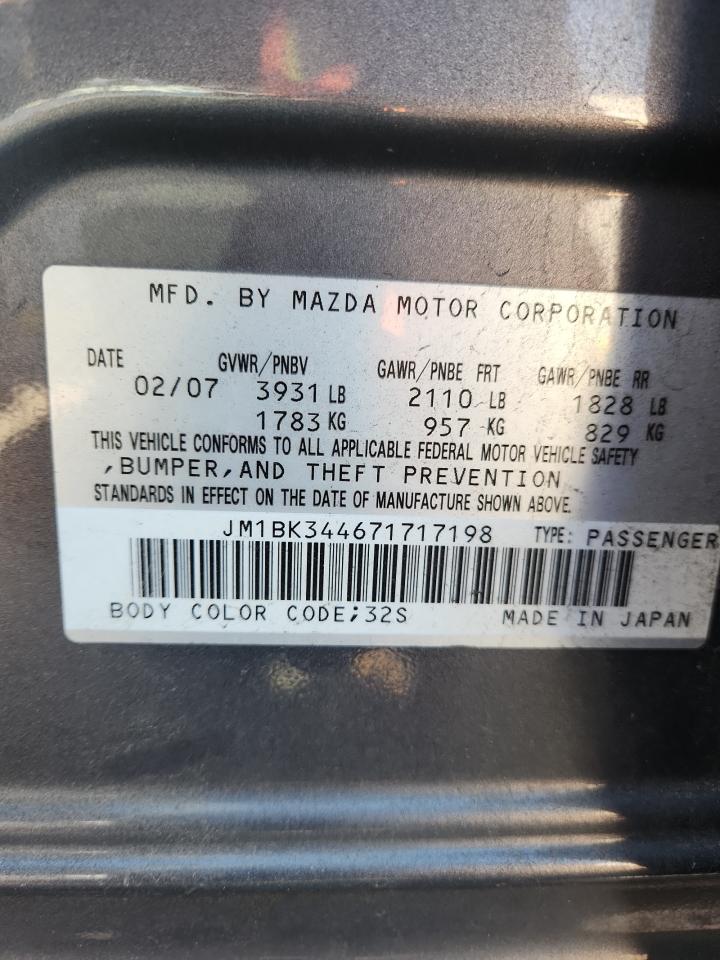 MFD. BY MAZDA MOTOR CORPORATION
DATE GVWR/PNBV GAWR/PNBE FRT GAWR/PNBE RR
02/07 3931 LB 2110 LB 1828 LB
1783 KG 957 KG 829 KG
THIS VEHICLE CONFORMS TO ALL APPLICABLE FEDERAL MOTOR VEHICLE SAFETY
,BUMPER,AND THEFT PREVENTION
STANDARDS IN EFFECT ON THE DATE OF MANUFACTURE SHOWN ABOVE.
JM1BK344671717198 TYPE: PASSENGER
BODY COLOR CODE;32S MADE IN JAPAN